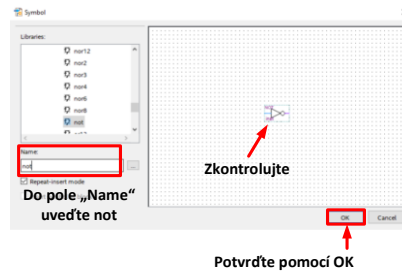 Symbol
Libraries:
nor12
nor2
nor3
nor4
nor6
nor8
not
Name:
not
...
Repeat-insert mode
Do pole „Name“
uveďte not
Zkontrolujte
OK
Cancel
Potvrďte pomocí OK